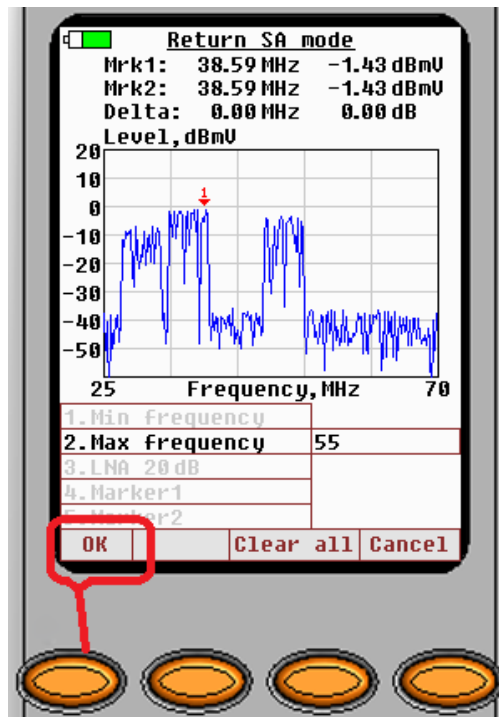 Return SA mode
Mrk1: 38.59 MHz -1.43 dBmV
Mrk2: 38.59 MHz -1.43 dBmV
Delta: 0.00 MHz 0.00 dB
Level,dBmV
20
10
1
0
-10
-20
-30
-40
-50
25 Frequency,MHz 70
1.Min frequency
2.Max frequency 55
3.LNA 20 dB
4.Marker1
5.Marker2
OK Clear all Cancel